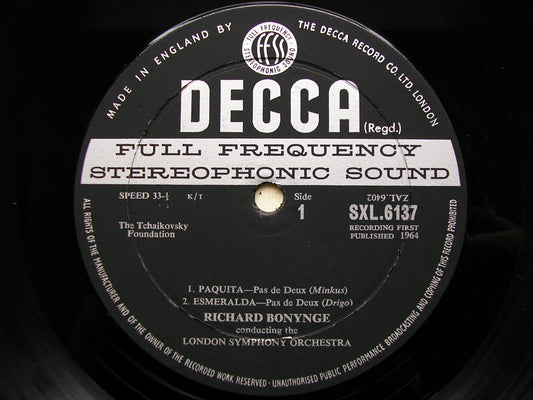 MADE IN ENGLAND BY
THE DECCA RECORD CO. LTD. LONDON
FULL FREQUENCY
ffss
STEREOPHONIC SOUND
DECCA
(Regd.)
FULL FREQUENCY
STEREOPHONIC SOUND
SPEED 33-⅓ K/T
Side
1
ZAL.6402
SXL.6137
The Tchaikovsky
Foundation
RECORDING FIRST
PUBLISHED 1964
1. PAQUITA—Pas de Deux (Minkus)
2. ESMERALDA—Pas de Deux (Drigo)
RICHARD BONYNGE
conducting the
LONDON SYMPHONY ORCHESTRA
ALL RIGHTS OF THE MANUFACTURER AND OF THE OWNER OF THE RECORDED WORK RESERVED · UNAUTHORISED PUBLIC PERFORMANCE BROADCASTING AND COPYING OF THIS RECORD PROHIBITED